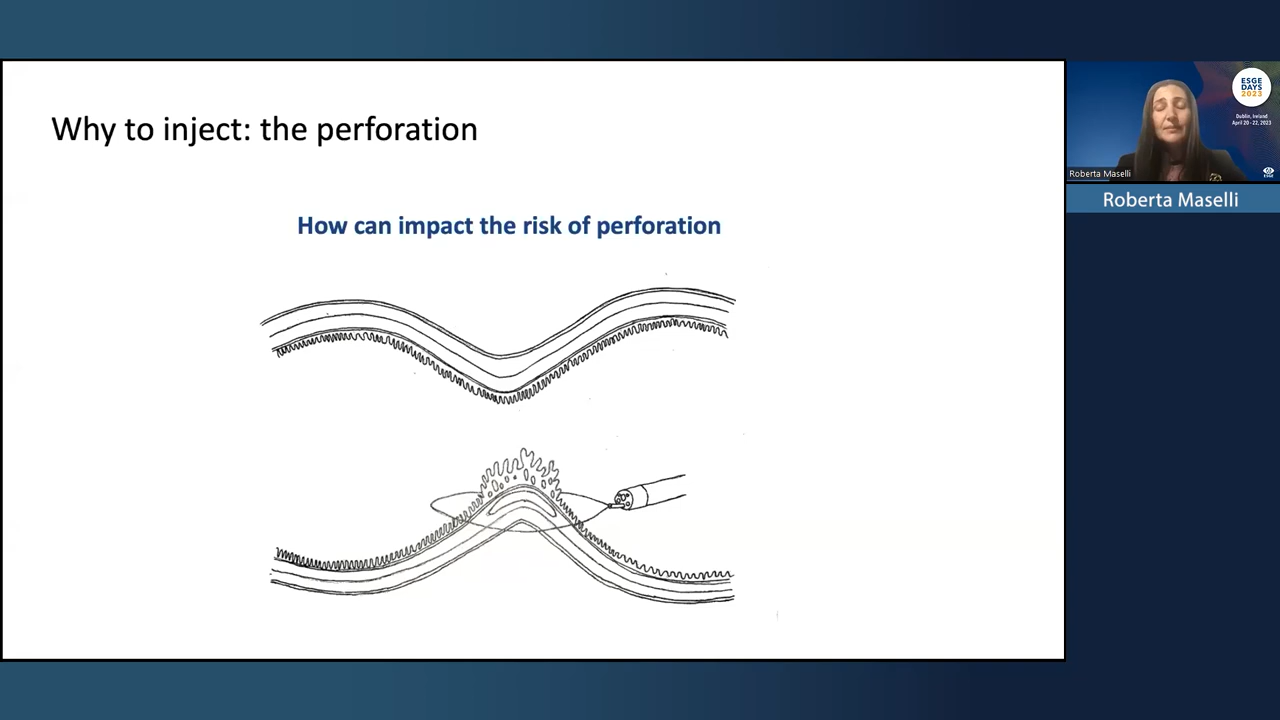 Why to inject: the perforation
How can impact the risk of perforation
ESGE
DAYS
2023
Dublin, Ireland
April 20 - 22, 2023
Roberta Maselli
ESGE
Roberta Maselli